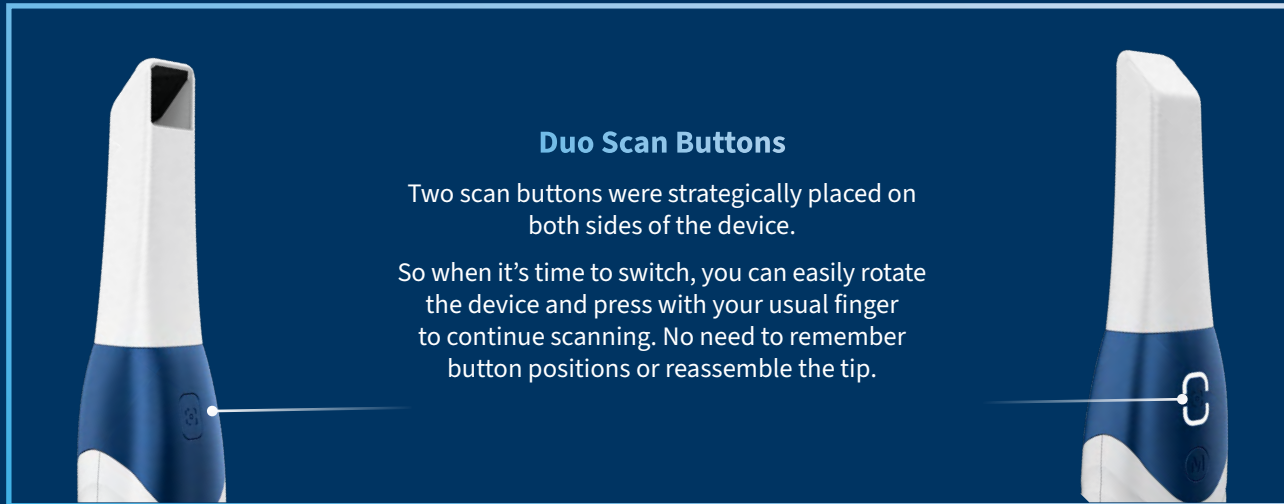 Duo Scan Buttons
Two scan buttons were strategically placed on
both sides of the device.
So when it’s time to switch, you can easily rotate
the device and press with your usual finger
to continue scanning. No need to remember
button positions or reassemble the tip.
M